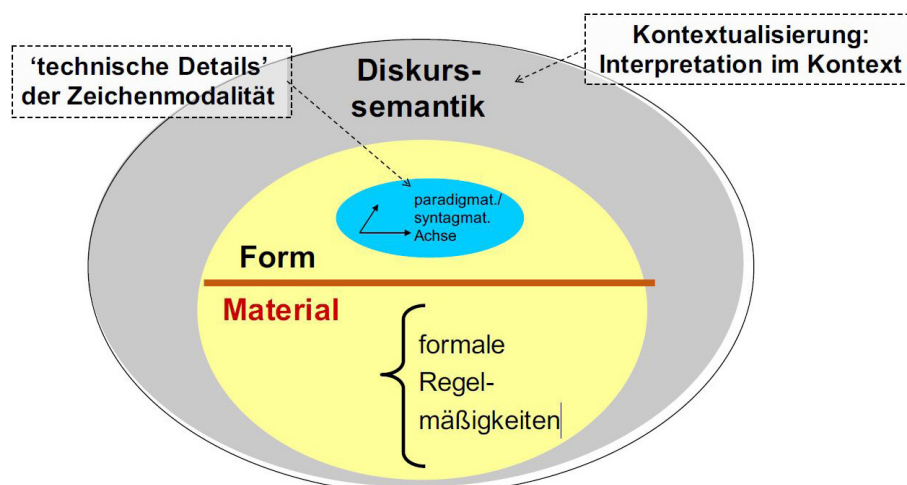 ‘technische Details’
der Zeichenmodalität
Kontextualisierung:
Interpretation im Kontext
Diskurs-
semantik
paradigmat./
syntagmat.
Achse
Form
Material
formale
Regel-
mäßigkeiten